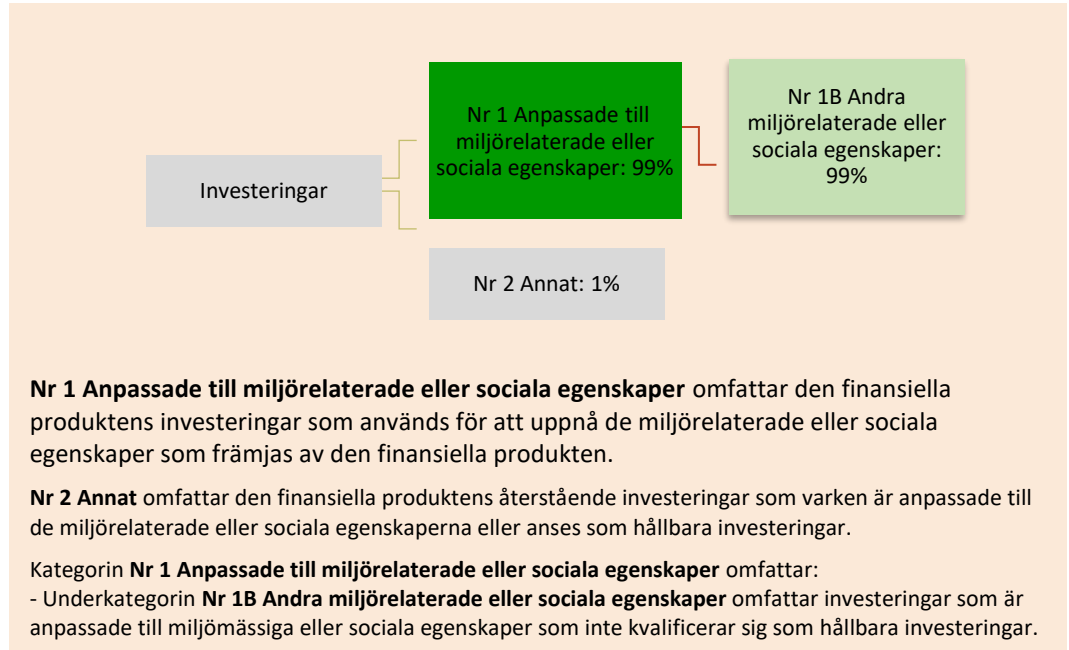 Nr 1 Anpassade till
miljörelaterade eller
sociala egenskaper: 99%
Nr 1B Andra
miljörelaterade eller
sociala egenskaper:
99%
Investeringar
Nr 2 Annat: 1%
Nr 1 Anpassade till miljörelaterade eller sociala egenskaper omfattar den finansiella
produktens investeringar som används för att uppnå de miljörelaterade eller sociala
egenskaper som främjas av den finansiella produkten.
Nr 2 Annat omfattar den finansiella produktens återstående investeringar som varken är anpassade till
de miljörelaterade eller sociala egenskaperna eller anses som hållbara investeringar.
Kategorin Nr 1 Anpassade till miljörelaterade eller sociala egenskaper omfattar:
- Underkategorin Nr 1B Andra miljörelaterade eller sociala egenskaper omfattar investeringar som är
anpassade till miljömässiga eller sociala egenskaper som inte kvalificerar sig som hållbara investeringar.